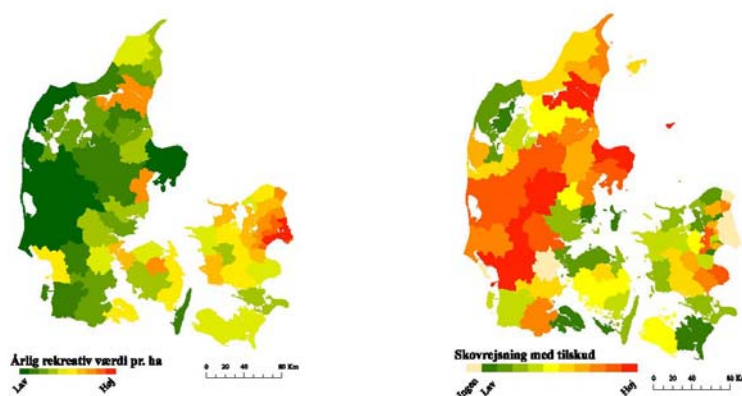 Årlig rekreativ værdi pr. ha
Lav Høj
0 20 40 80 Km
Skovrejsning med tilskud
Ingen Lav Høj
0 20 40 80 Km